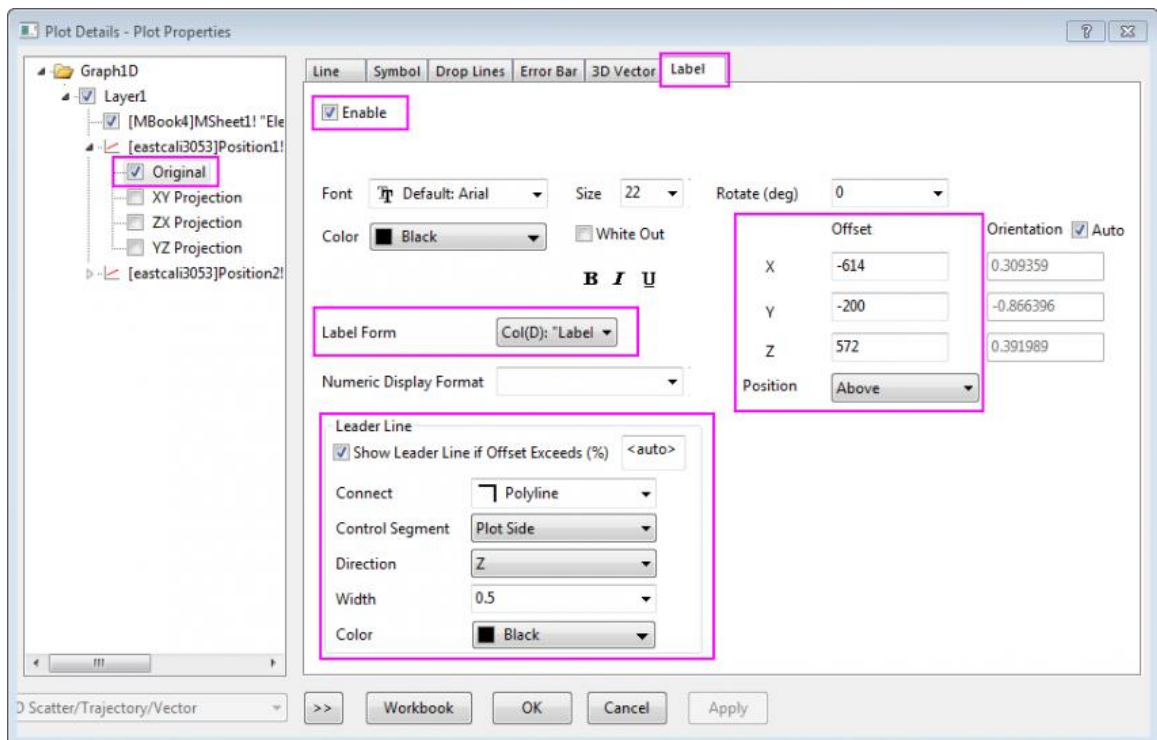 Plot Details - Plot Properties
Graph1D
Layer1
[MBook4]MSheet1! "Ele
[eastcali3053]Position1!
Original
XY Projection
ZX Projection
YZ Projection
[eastcali3053]Position2!
Line Symbol Drop Lines Error Bar 3D Vector Label
Enable
Font Default: Arial Size 22 Rotate (deg) 0
Color Black White Out Offset Orientation Auto
B I U X -614 0.309359
Y -200 -0.866396
Label Form Col(D): "Label Z 572 0.391989
Numeric Display Format Position Above
Leader Line
Show Leader Line if Offset Exceeds (%) <auto>
Connect Polyline
Control Segment Plot Side
Direction Z
Width 0.5
Color Black
D Scatter/Trajectory/Vector >> Workbook OK Cancel Apply